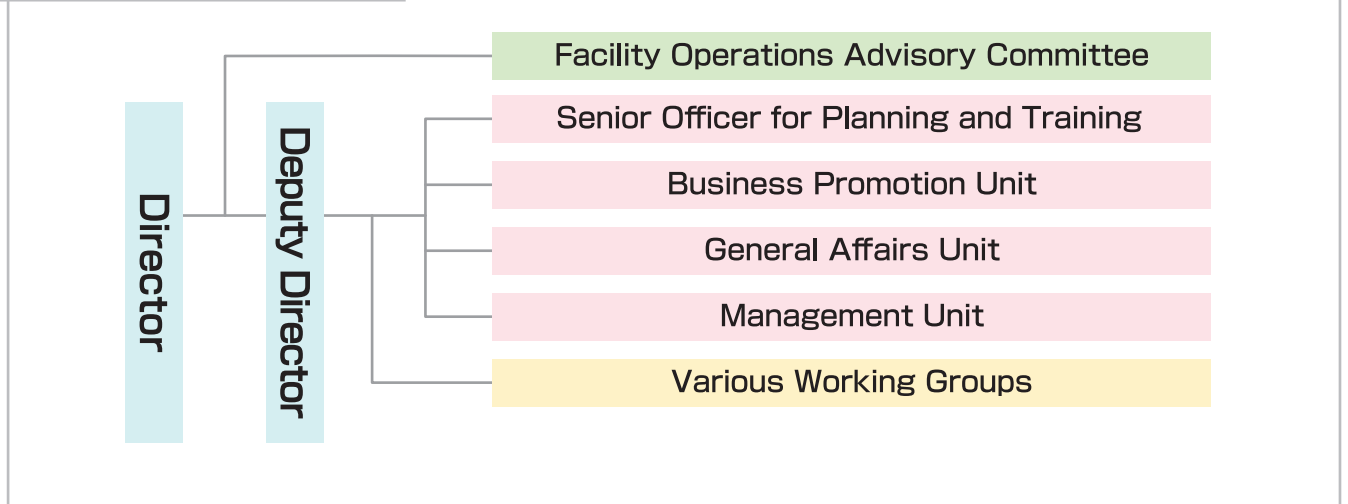 Director
Deputy Director
Facility Operations Advisory Committee
Senior Officer for Planning and Training
Business Promotion Unit
General Affairs Unit
Management Unit
Various Working Groups